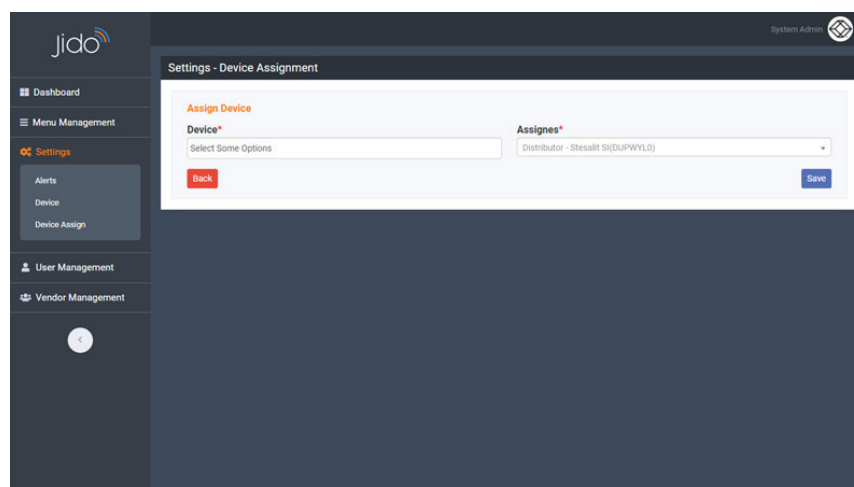 Jido
System Admin
Settings - Device Assignment
Dashboard
Menu Management
Settings
Alerts
Device
Device Assign
User Management
Vendor Management
Assign Device
Device* Assignes*
Select Some Options Distributor - Stesalit SI(DUPWYL0)
Back Save